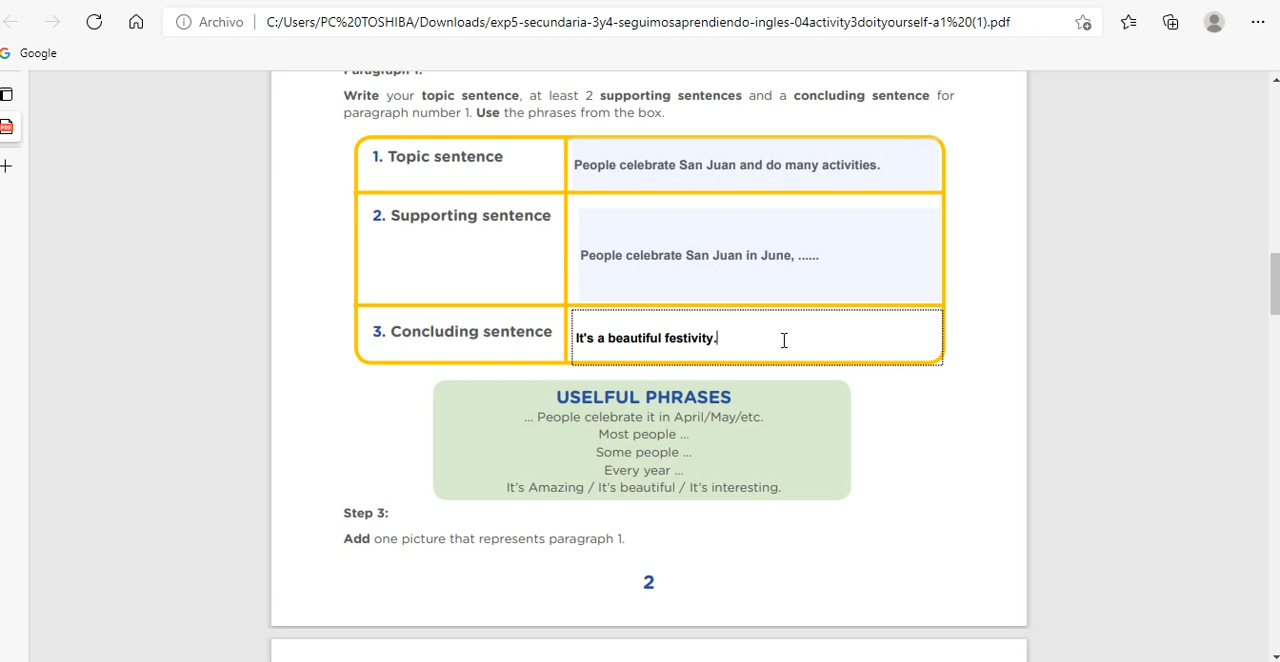 Archivo
C:/Users/PC%20TOSHIBA/Downloads/exp5-secundaria-3y4-seguimosaprendiendo-ingles-04activity3doityourself-a1%20(1).pdf
Google
PDF
Paragraph 1.
Write your topic sentence, at least 2 supporting sentences and a concluding sentence for
paragraph number 1. Use the phrases from the box.
1. Topic sentence
People celebrate San Juan and do many activities.
2. Supporting sentence
People celebrate San Juan in June, ......
3. Concluding sentence
It's a beautiful festivity.
USELFUL PHRASES
... People celebrate it in April/May/etc.
Most people ...
Some people ...
Every year ...
It's Amazing / It's beautiful / It's interesting.
Step 3:
Add one picture that represents paragraph 1.
2